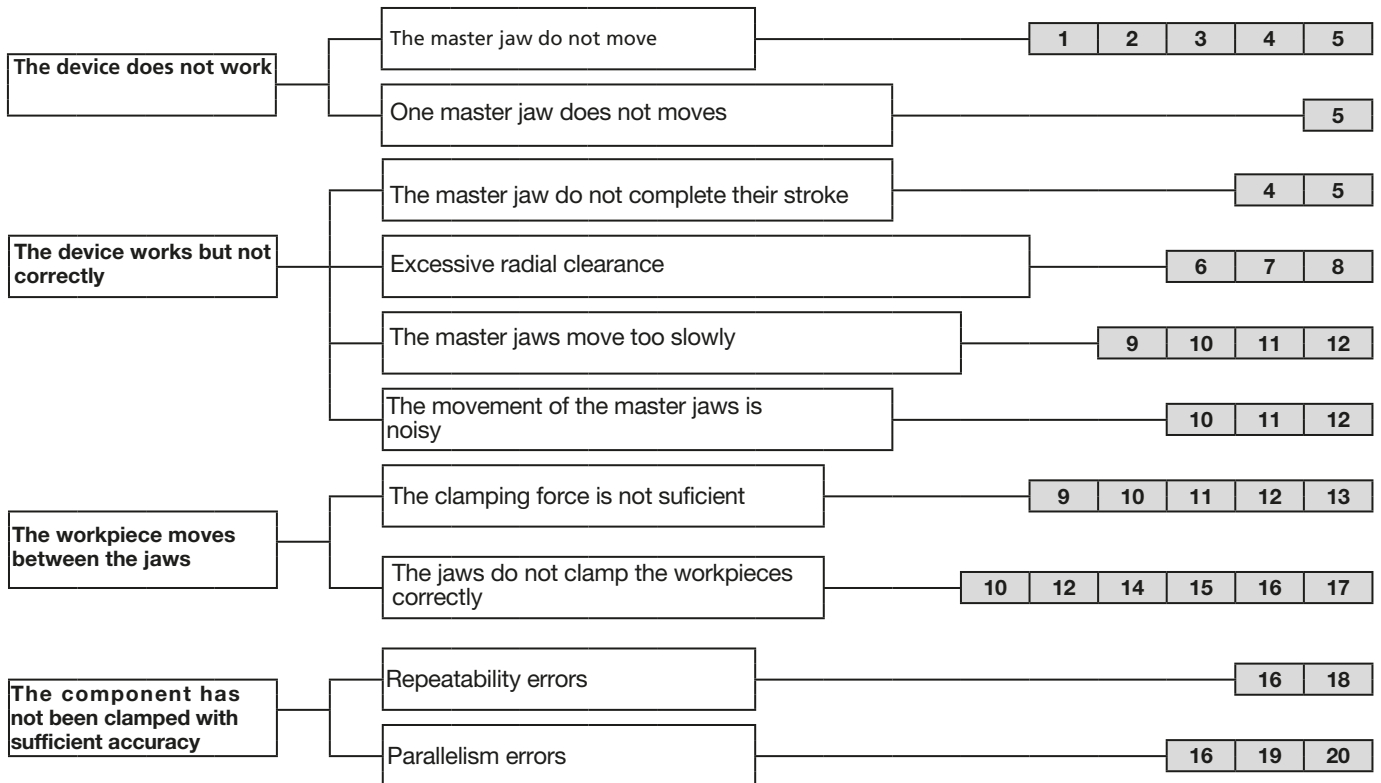 The master jaw do not move
1 2 3 4 5
The device does not work
One master jaw does not moves
5
The master jaw do not complete their stroke
4 5
The device works but not
correctly
Excessive radial clearance
6 7 8
The master jaws move too slowly
9 10 11 12
The movement of the master jaws is
noisy
10 11 12
The clamping force is not suficient
9 10 11 12 13
The workpiece moves
between the jaws
The jaws do not clamp the workpieces
correctly
10 12 14 15 16 17
Repeatability errors
16 18
The component has
not been clamped with
sufficient accuracy
Parallelism errors
16 19 20